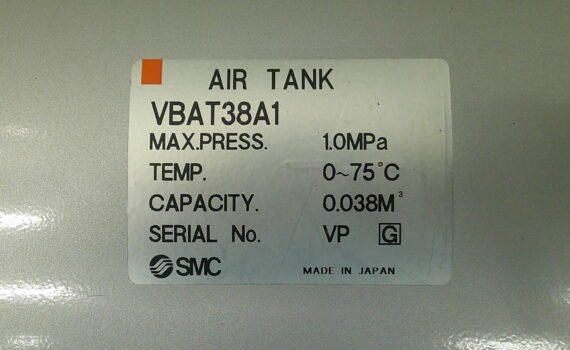 AIR TANK
VBAT38A1
MAX.PRESS. 1.0MPa
TEMP. 0~75°C
CAPACITY. 0.038M³
SERIAL No. VP G
SMC MADE IN JAPAN